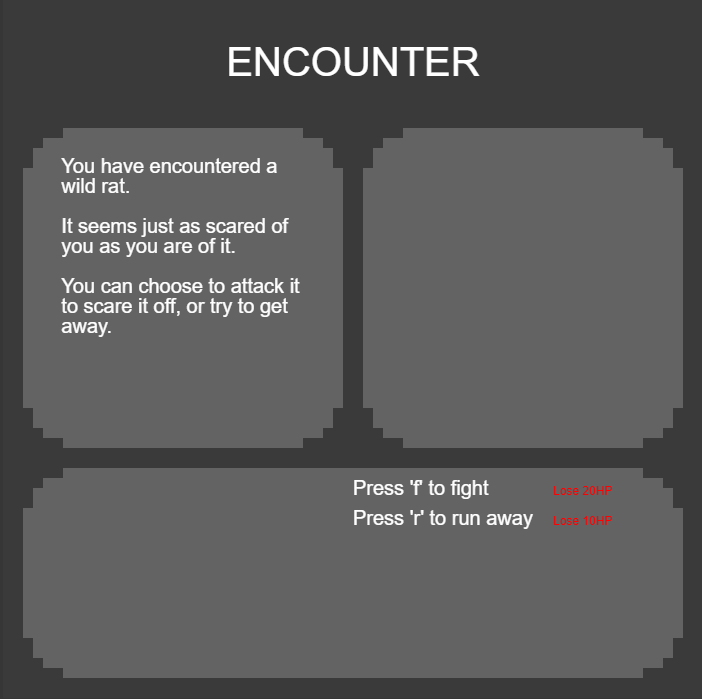 ENCOUNTER
You have encountered a
wild rat.
It seems just as scared of
you as you are of it.
You can choose to attack it
to scare it off, or try to get
away.
Press 'f' to fight Lose 20HP
Press 'r' to run away Lose 10HP